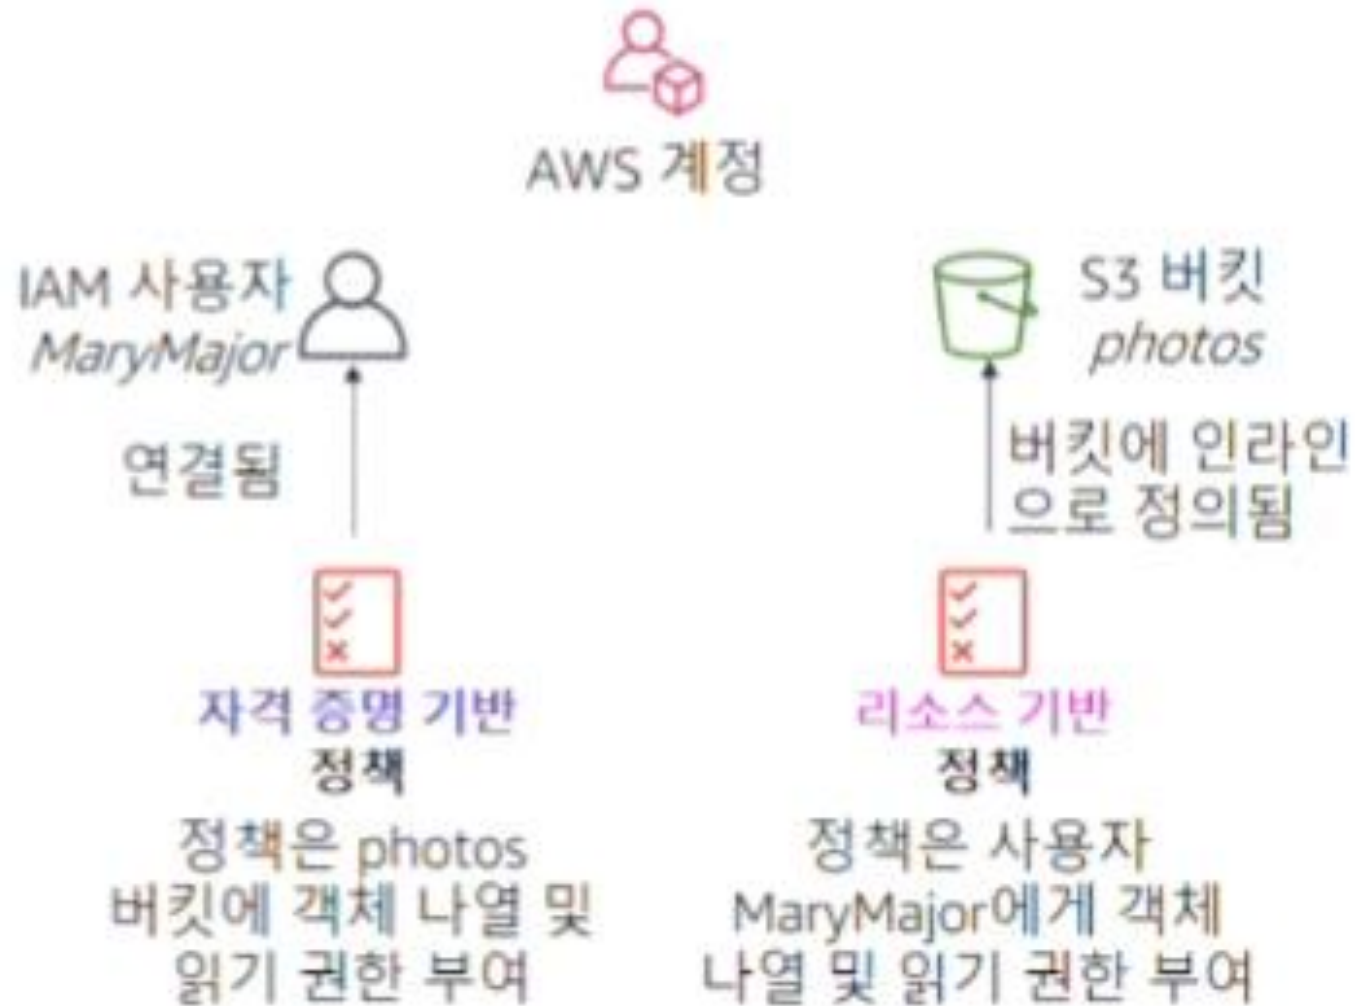 AWS 계정
IAM 사용자
MaryMajor
연결됨
S3 버킷
photos
버킷에 인라인
으로 정의됨
자격 증명 기반
정책
정책은 photos
버킷에 객체 나열 및
읽기 권한 부여
리소스 기반
정책
정책은 사용자
MaryMajor에게 객체
나열 및 읽기 권한 부여